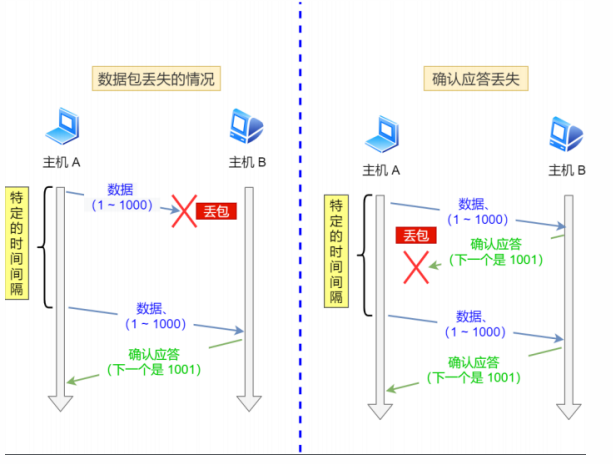 数据包丢失的情况
主机 A
主机 B
特定的时间间隔
数据
（1 ~ 1000）
丢包
数据、
（1 ~ 1000）
确认应答
（下一个是 1001）
确认应答丢失
主机 A
主机 B
特定的时间间隔
数据、
（1 ~ 1000）
丢包
确认应答
（下一个是 1001）
数据、
（1 ~ 1000）
确认应答
（下一个是 1001）